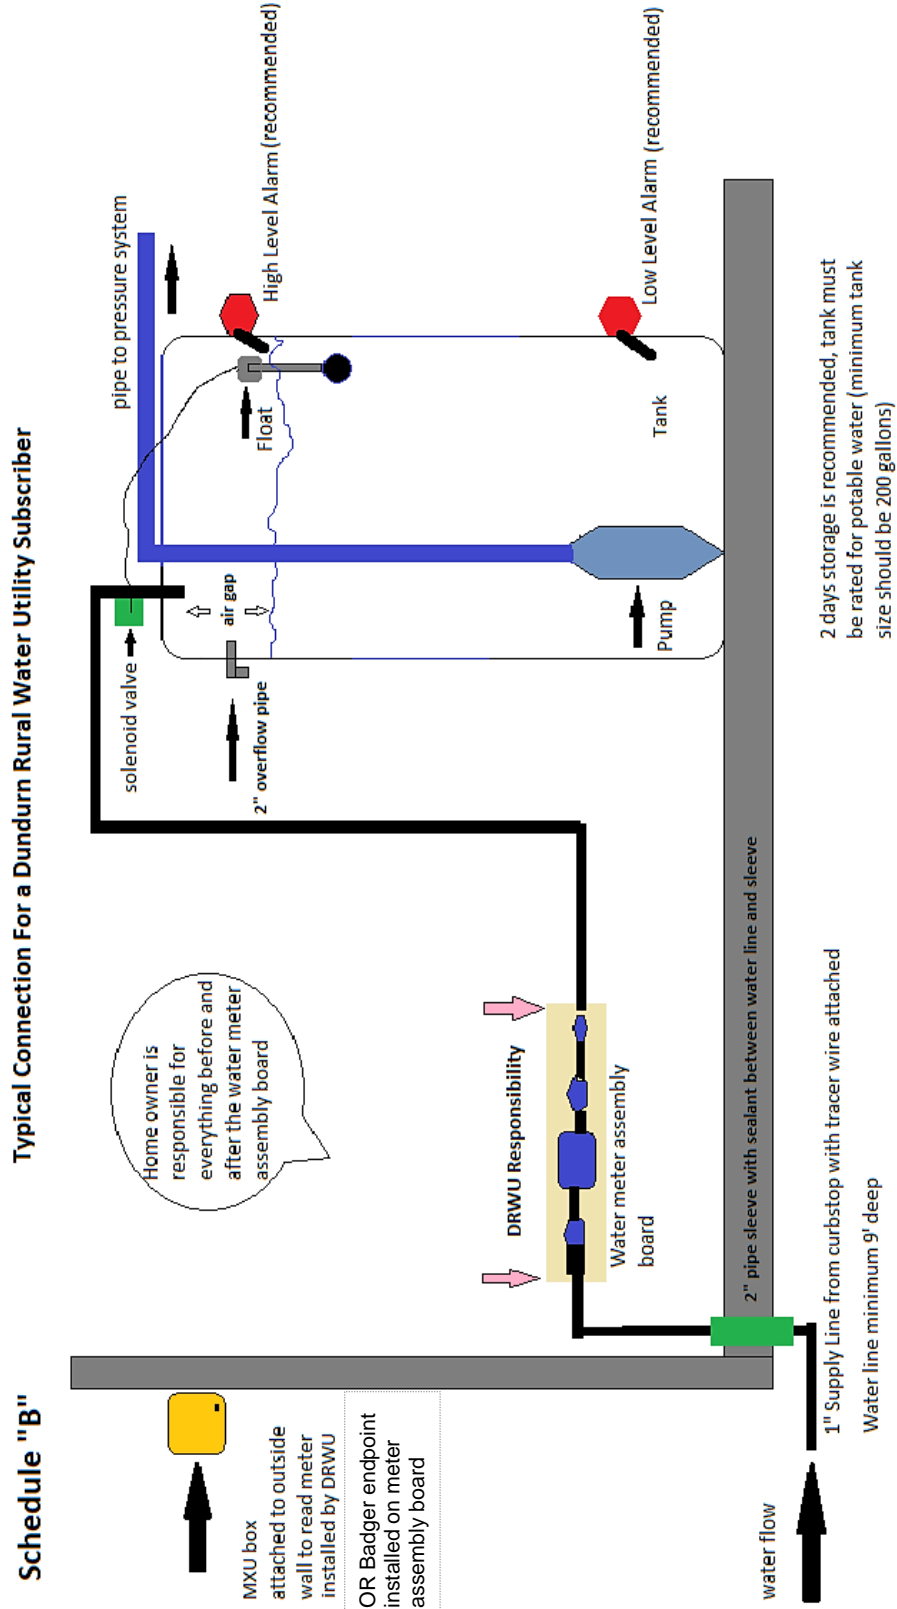 Schedule "B"
Typical Connection For a Dundurn Rural Water Utility Subscriber
pipe to pressure system
solenoid valve
High Level Alarm (recommended)
Float
air gap
2" overflow pipe
Home owner is
responsible for
everything before and
after the water meter
assembly board
MXU box
attached to outside
wall to read meter
installed by DRWU
OR Badger endpoint
installed on meter
assembly board
DRWU Responsibility
Water meter assembly
board
Pump
Tank
Low Level Alarm (recommended)
2" pipe sleeve with sealant between water line and sleeve
water flow
1" Supply Line from curbstop with tracer wire attached
Water line minimum 9' deep
2 days storage is recommended, tank must
be rated for potable water (minimum tank
size should be 200 gallons)